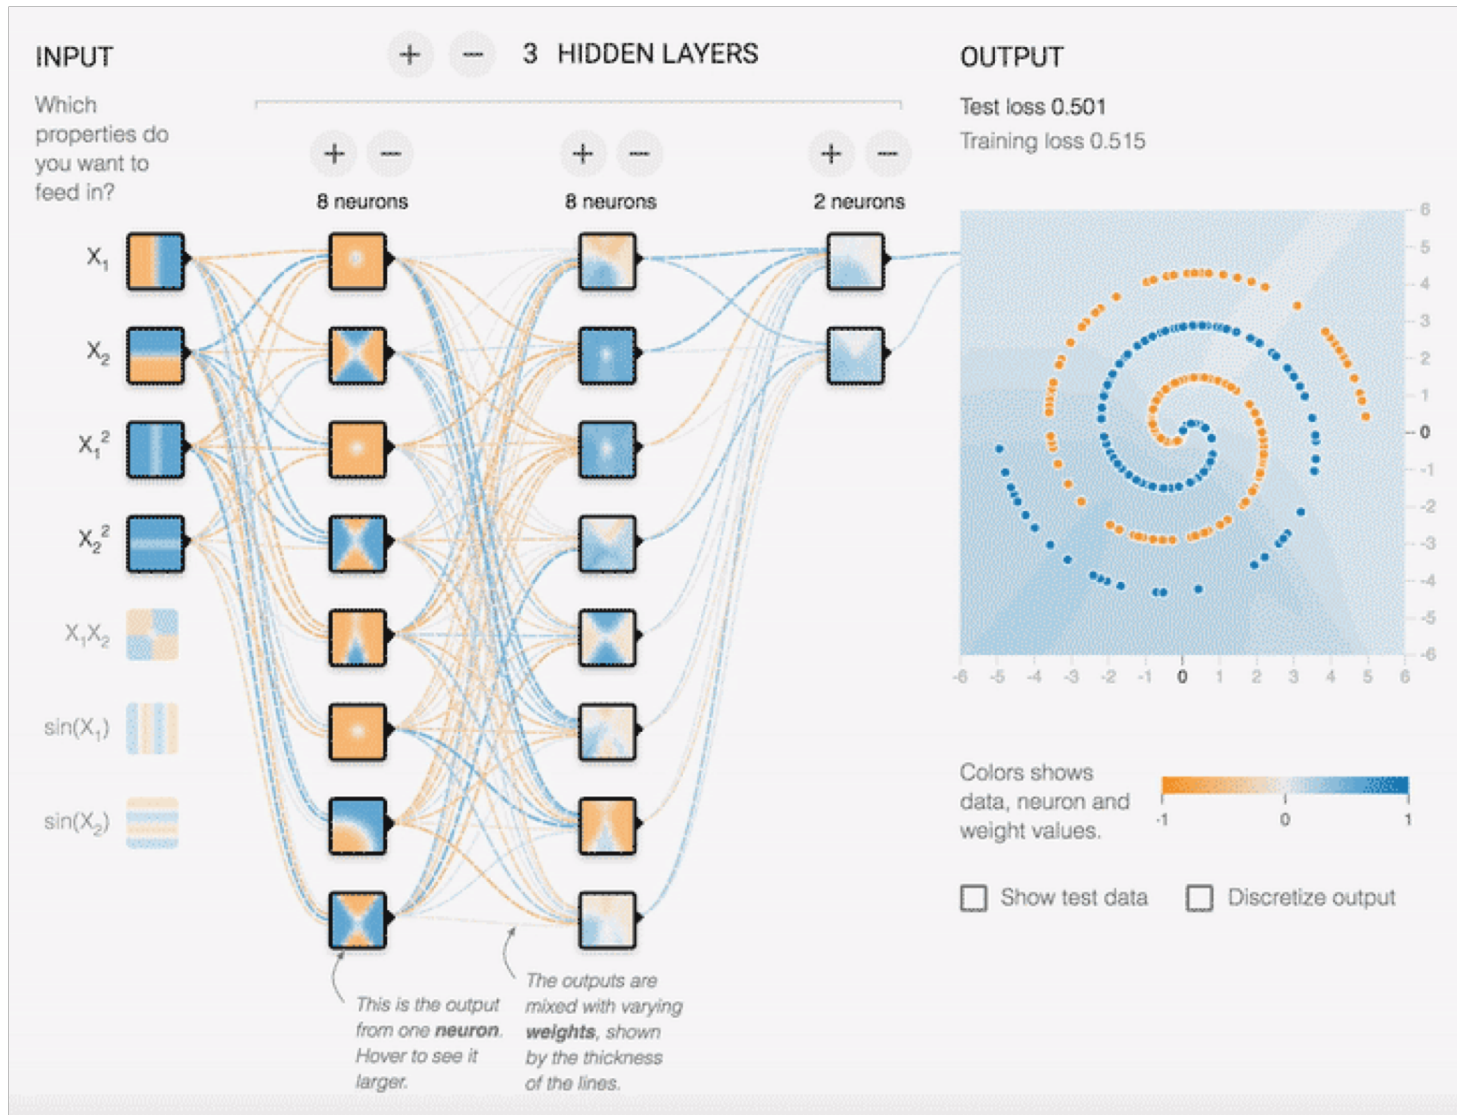 INPUT
Which
properties do
you want to
feed in?
+ − 3 HIDDEN LAYERS
+ −
8 neurons
+ −
8 neurons
+ −
2 neurons
X₁
X₂
X₁²
X₂²
X₁X₂
sin(X₁)
sin(X₂)
This is the output
from one neuron.
Hover to see it
larger.
The outputs are
mixed with varying
weights, shown
by the thickness
of the lines.
OUTPUT
Test loss 0.501
Training loss 0.515
6
5
4
3
2
1
0
-1
-2
-3
-4
-5
-6
-6 -5 -4 -3 -2 -1 0 1 2 3 4 5 6
Colors shows
data, neuron and
weight values.
-1 0 1
Show test data
Discretize output